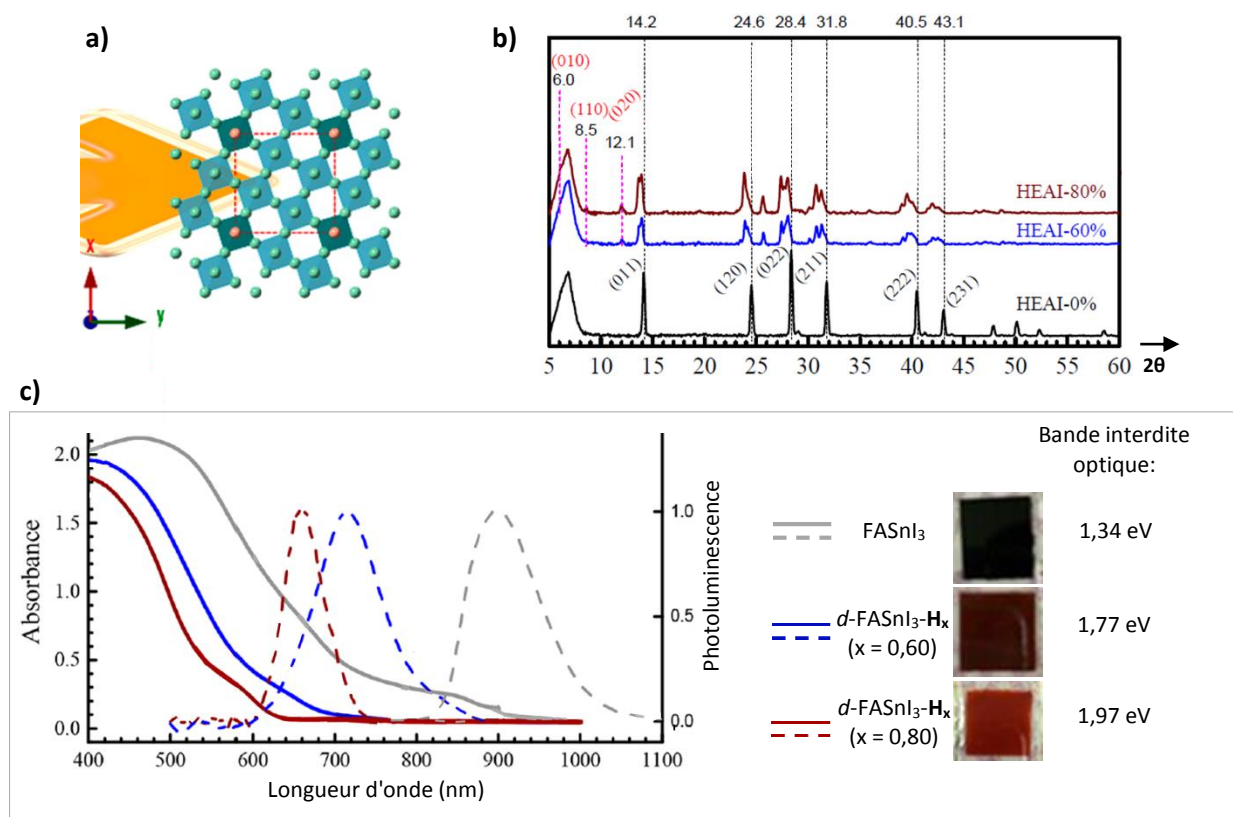 a)
x
y
b)
14.2 24.6 28.4 31.8 40.5 43.1
(010)
6.0
(110)
8.5
(020)
12.1
HEAI-80%
HEAI-60%
(011)
(120)
(022)
(211)
(222)
(231)
HEAI-0%
5 10 15 20 25 30 35 40 45 50 55 60
2θ
c)
Absorbance
2.0
1.5
1.0
0.5
0.0
400 500 600 700 800 900 1000 1100
Longueur d'onde (nm)
1.0
0.5
0.0
Photoluminescence
Bande interdite
optique:
FASnI₃
1,34 eV
d-FASnI₃-Hₓ
(x = 0,60)
1,77 eV
d-FASnI₃-Hₓ
(x = 0,80)
1,97 eV